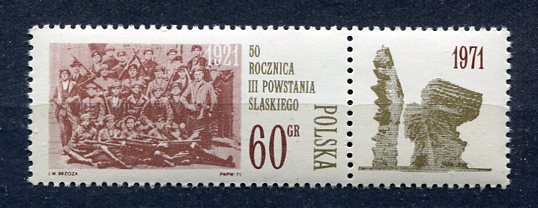 1921
50
ROCZNICA
III POWSTANIA
ŚLĄSKIEGO
60 GR
POLSKA
J.W. BRZOZA
PWPW-71
1971